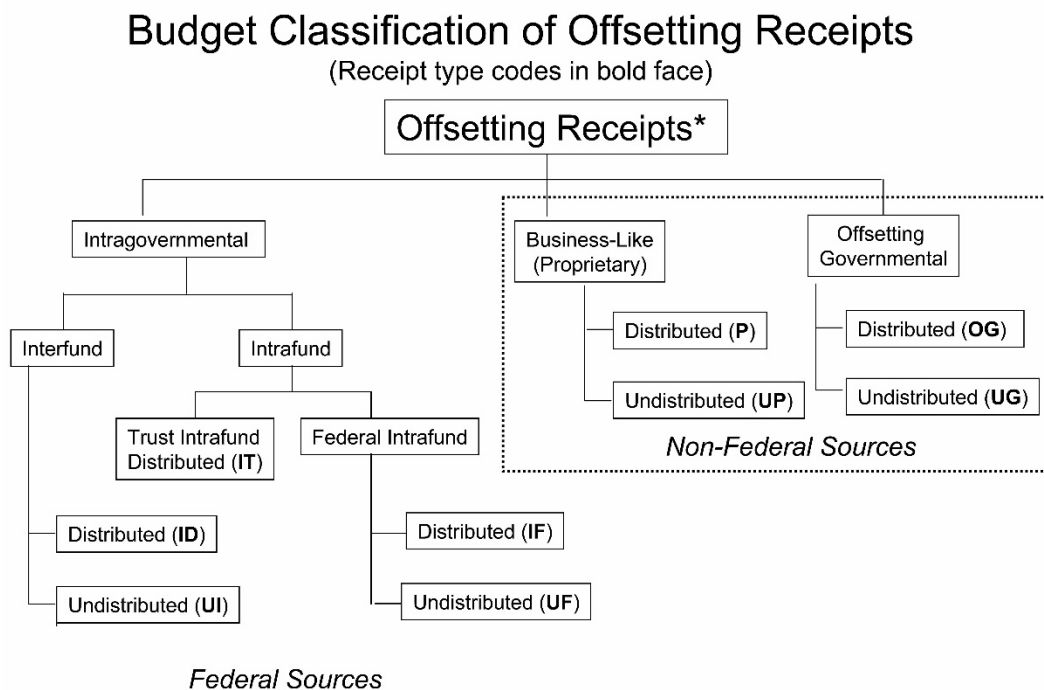 Budget Classification of Offsetting Receipts
(Receipt type codes in bold face)
Offsetting Receipts*
Intragovernmental
Business-Like
(Proprietary)
Offsetting
Governmental
Distributed (P)
Distributed (OG)
Interfund
Intrafund
Undistributed (UP)
Undistributed (UG)
Trust Intrafund
Distributed (IT)
Federal Intrafund
Non-Federal Sources
Distributed (ID)
Distributed (IF)
Undistributed (UI)
Undistributed (UF)
Federal Sources